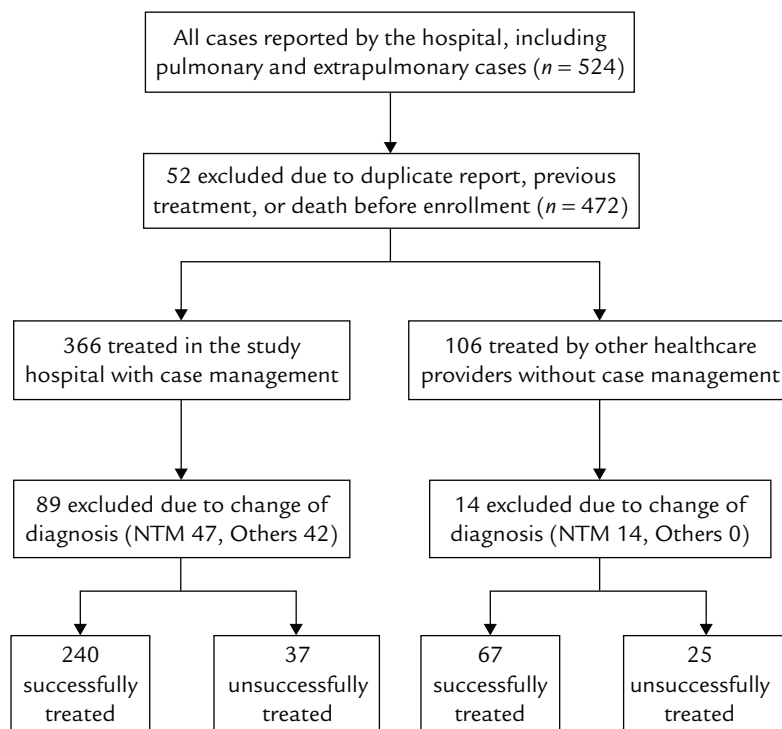 All cases reported by the hospital, including
pulmonary and extrapulmonary cases (n = 524)
52 excluded due to duplicate report, previous
treatment, or death before enrollment (n = 472)
366 treated in the study
hospital with case management
106 treated by other healthcare
providers without case management
89 excluded due to change of
diagnosis (NTM 47, Others 42)
14 excluded due to change of
diagnosis (NTM 14, Others 0)
240
successfully
treated
37
unsuccessfully
treated
67
successfully
treated
25
unsuccessfully
treated